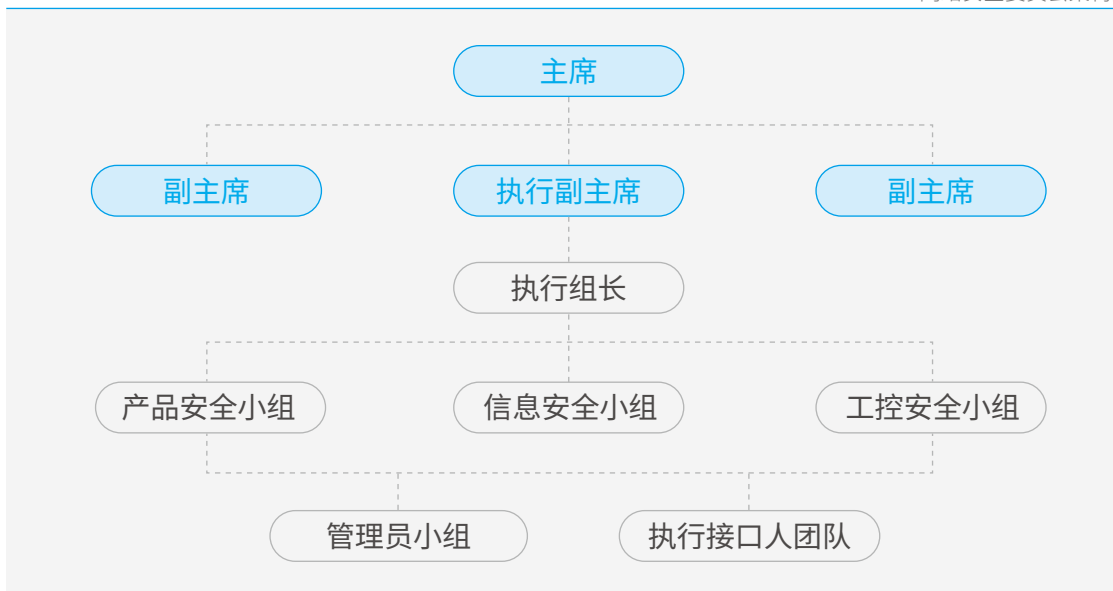 主席
副主席
执行副主席
副主席
执行组长
产品安全小组
信息安全小组
工控安全小组
管理员小组
执行接口人团队